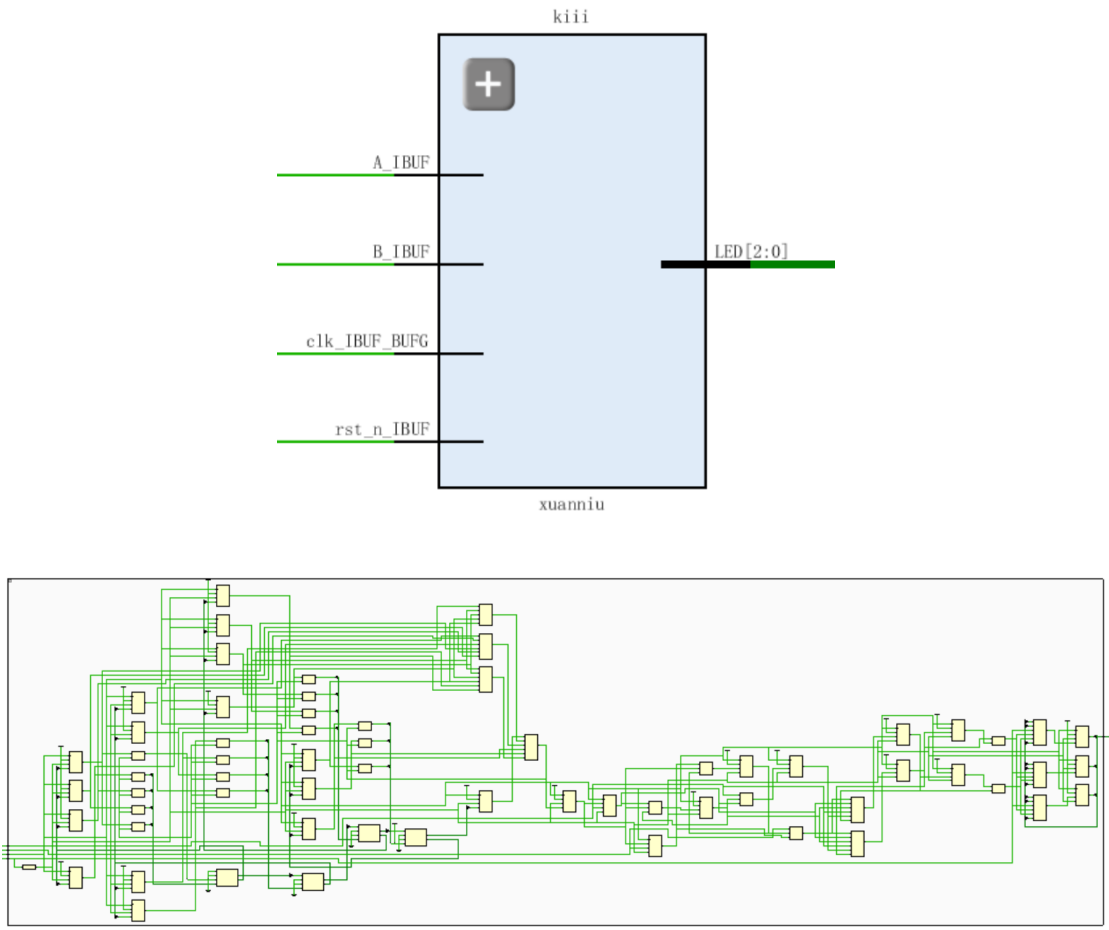 kiii
A_IBUF
B_IBUF
LED[2:0]
clk_IBUF_BUFG
rst_n_IBUF
xuanniu